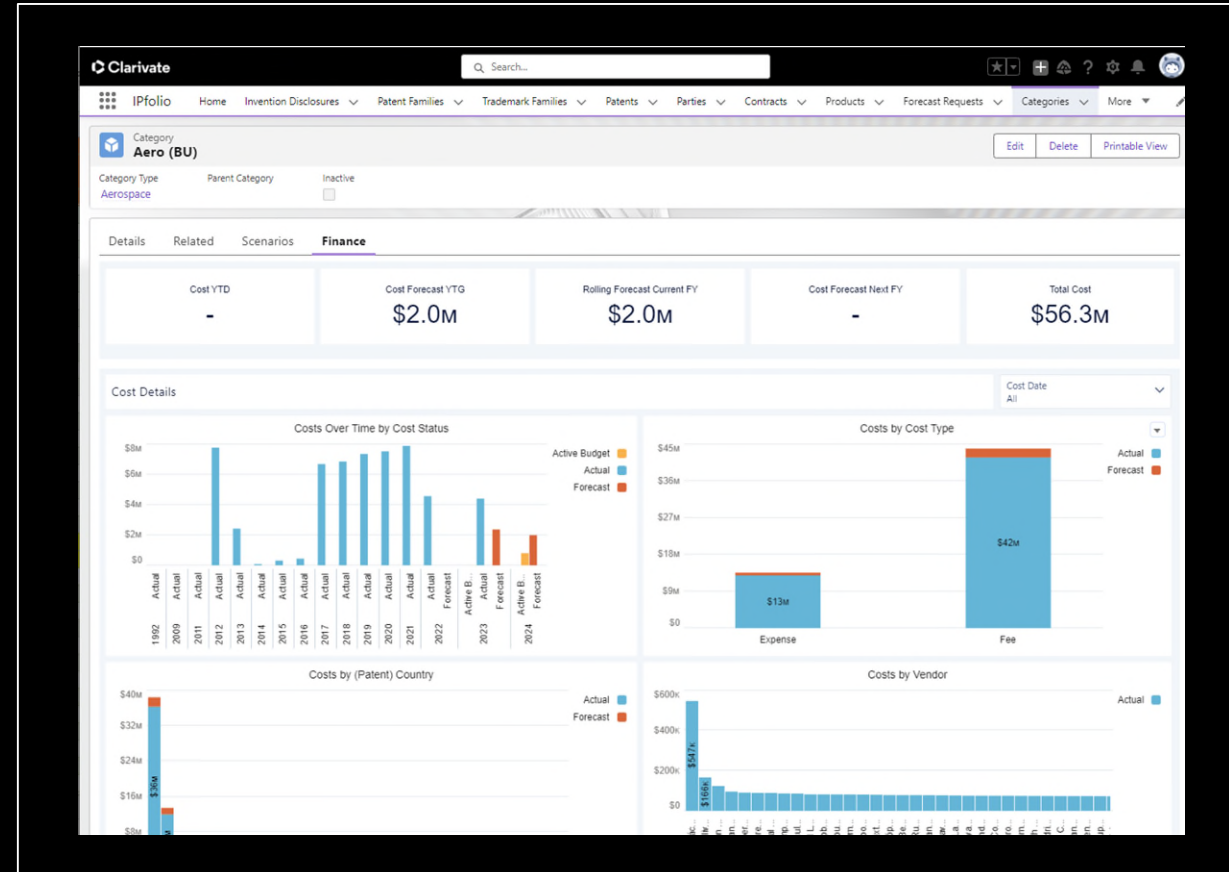 Clarivate
Search...
IPfolio Home Invention Disclosures Patent Families Trademark Families Patents Parties Contracts Products Forecast Requests Categories More
Category
Aero (BU)
Edit Delete Printable View
Category Type Parent Category Inactive
Aerospace
Details Related Scenarios Finance
Cost YTD Cost Forecast YTG Rolling Forecast Current FY Cost Forecast Next FY Total Cost
- $2.0M $2.0M - $56.3M
Cost Details
Cost Date
All
Costs Over Time by Cost Status
$8M
$6M
$4M
$2M
$0
Active Budget
Actual
Forecast
Actual Actual Actual Actual Actual Actual Actual Actual Actual Actual Actual Actual Actual Actual Forecast Active B... Actual Forecast Active B... Forecast
1992 2009 2011 2012 2013 2014 2015 2016 2017 2018 2019 2020 2021 2022 2023 2024
Costs by Cost Type
$45M
$36M
$27M
$18M
$9M
$0
Actual
Forecast
$42M
$13M
Expense Fee
Costs by (Patent) Country
$40M
$32M
$24M
$16M
$8M
Actual
Forecast
$36M
Costs by Vendor
$600K
$400K
$200K
$0
Actual
$547K
$166K